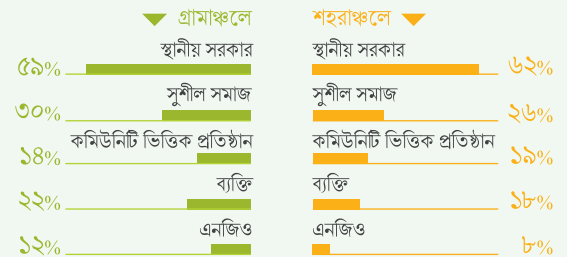 গ্রামাঞ্চলে শহরাঞ্চলে
স্থানীয় সরকার স্থানীয় সরকার
৫৯% ৬২%
সুশীল সমাজ সুশীল সমাজ
৩০% ২৬%
কমিউনিটি ভিত্তিক প্রতিষ্ঠান কমিউনিটি ভিত্তিক প্রতিষ্ঠান
১৪% ১৯%
ব্যক্তি ব্যক্তি
২২% ১৮%
এনজিও এনজিও
১২% ৮%